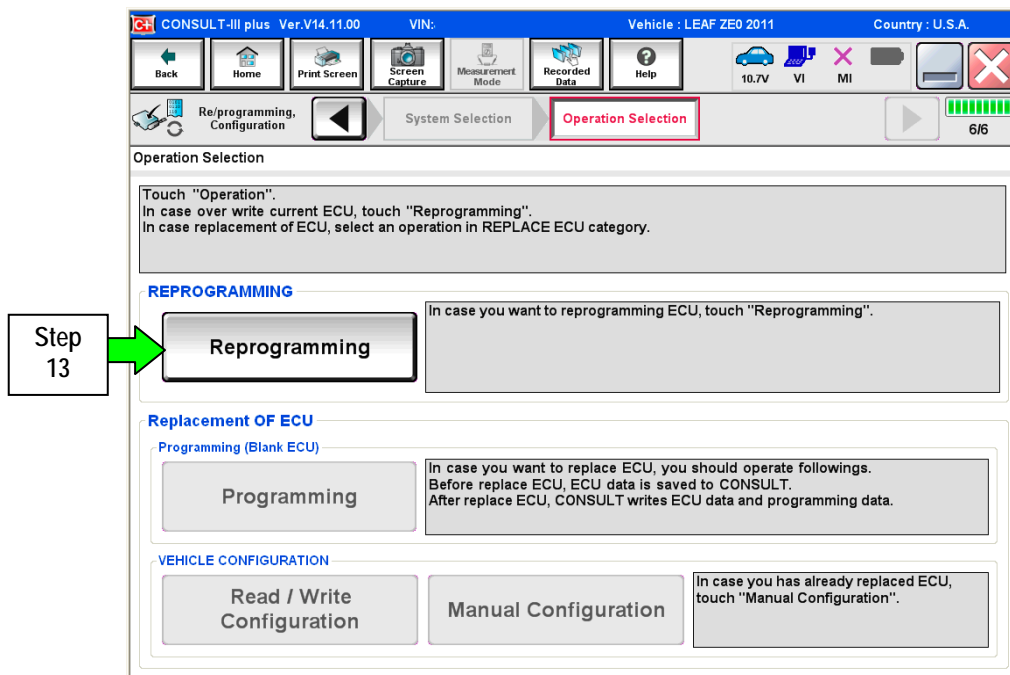 CONSULT-III plus Ver.V14.11.00 VIN: Vehicle : LEAF ZE0 2011 Country : U.S.A.
Back
Home
Print Screen
Screen
Capture
Measurement
Mode
Recorded
Data
Help
10.7V
VI
MI
Re/programming,
Configuration
System Selection
Operation Selection
6/6
Operation Selection
Touch "Operation".
In case over write current ECU, touch "Reprogramming".
In case replacement of ECU, select an operation in REPLACE ECU category.
REPROGRAMMING
Step
13
Reprogramming
In case you want to reprogramming ECU, touch "Reprogramming".
Replacement OF ECU
Programming (Blank ECU)
Programming
In case you want to replace ECU, you should operate followings.
Before replace ECU, ECU data is saved to CONSULT.
After replace ECU, CONSULT writes ECU data and programming data.
VEHICLE CONFIGURATION
Read / Write
Configuration
Manual Configuration
In case you has already replaced ECU,
touch "Manual Configuration".